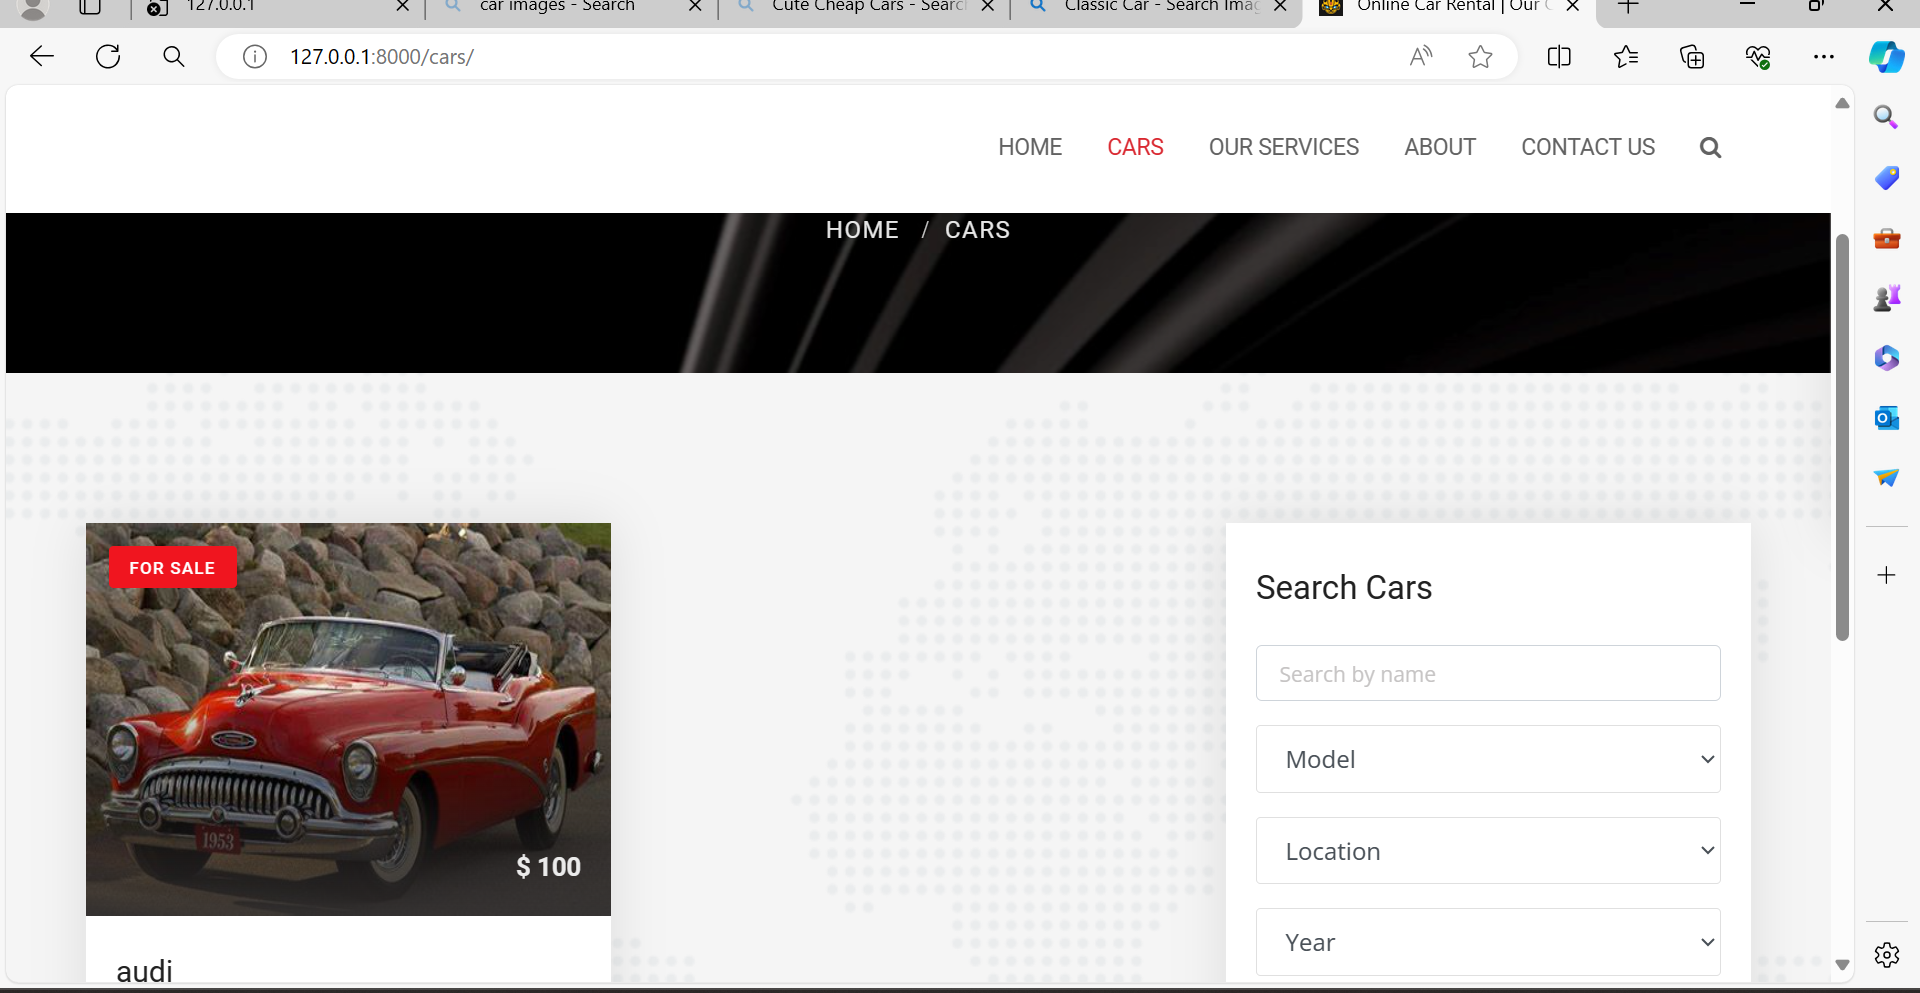 127.0.0.1
car images - Search
Cute Cheap Cars - Searc
Classic Car - Search Imag
Online Car Rental | Our C
127.0.0.1:8000/cars/
HOME
CARS
OUR SERVICES
ABOUT
CONTACT US
HOME / CARS
FOR SALE
1953
$ 100
audi
Search Cars
Search by name
Model
Location
Year